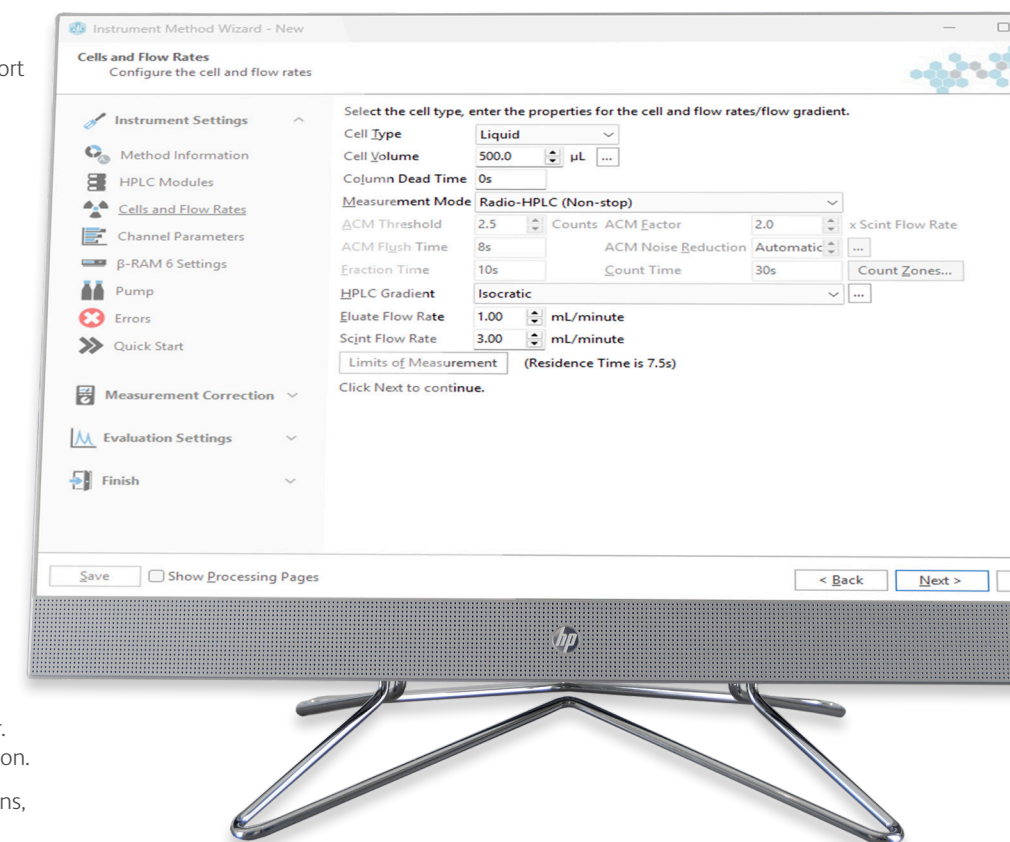 Instrument Method Wizard - New
Cells and Flow Rates
Configure the cell and flow rates
Instrument Settings
Method Information
HPLC Modules
Cells and Flow Rates
Channel Parameters
β-RAM 6 Settings
Pump
Errors
Quick Start
Measurement Correction
Evaluation Settings
Finish
Select the cell type, enter the properties for the cell and flow rates/flow gradient.
Cell Type Liquid
Cell Volume 500.0 µL ...
Column Dead Time 0s
Measurement Mode Radio-HPLC (Non-stop)
ACM Threshold 2.5 Counts ACM Factor 2.0 x Scint Flow Rate
ACM Flush Time 8s ACM Noise Reduction Automatic ...
Fraction Time 10s Count Time 30s Count Zones...
HPLC Gradient Isocratic ...
Eluate Flow Rate 1.00 mL/minute
Scint Flow Rate 3.00 mL/minute
Limits of Measurement (Residence Time is 7.5s)
Click Next to continue.
Save Show Processing Pages < Back Next >
hp